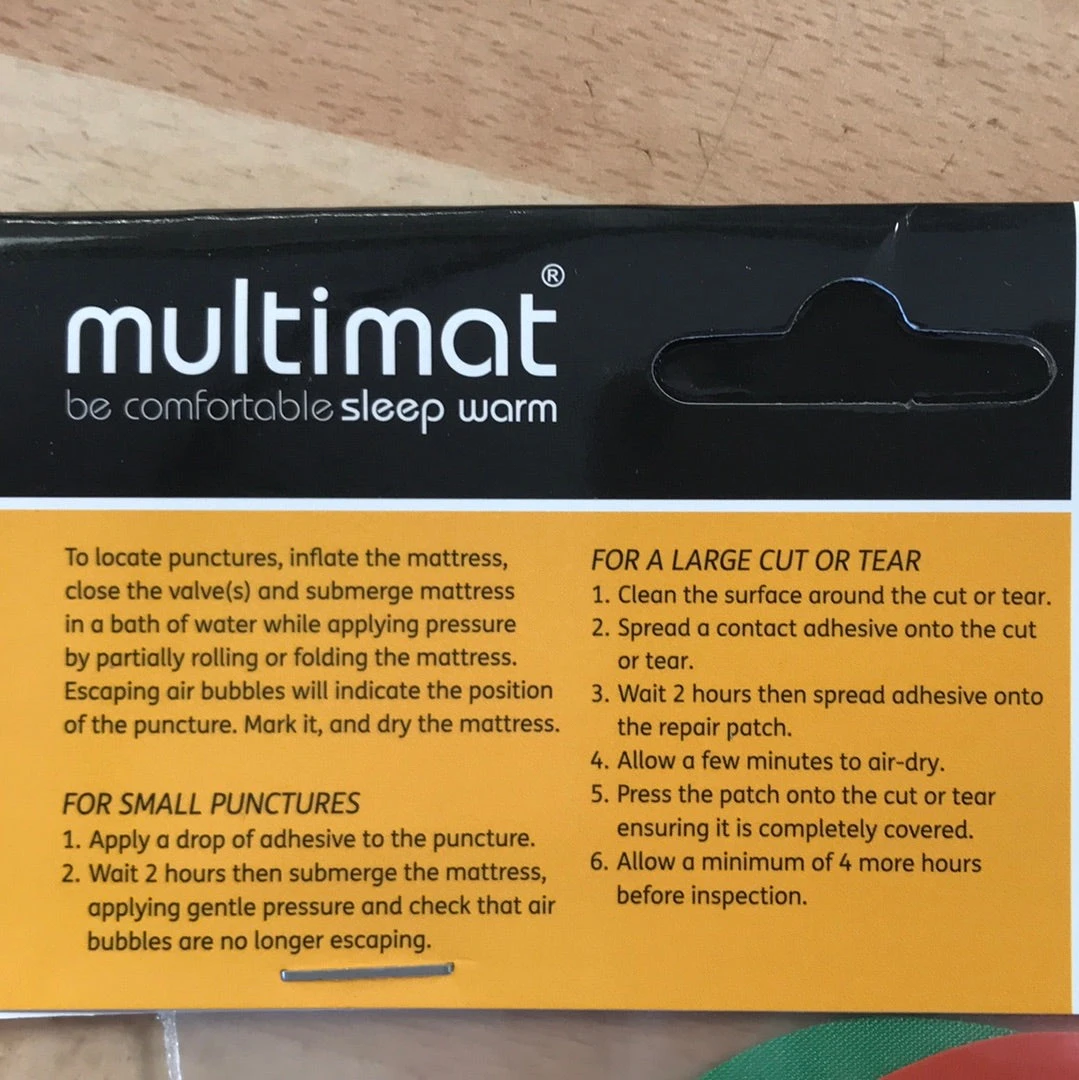 multimat®
be comfortable sleep warm
To locate punctures, inflate the mattress,
close the valve(s) and submerge mattress
in a bath of water while applying pressure
by partially rolling or folding the mattress.
Escaping air bubbles will indicate the position
of the puncture. Mark it, and dry the mattress.
FOR SMALL PUNCTURES
1. Apply a drop of adhesive to the puncture.
2. Wait 2 hours then submerge the mattress,
applying gentle pressure and check that air
bubbles are no longer escaping.
FOR A LARGE CUT OR TEAR
1. Clean the surface around the cut or tear.
2. Spread a contact adhesive onto the cut
or tear.
3. Wait 2 hours then spread adhesive onto
the repair patch.
4. Allow a few minutes to air-dry.
5. Press the patch onto the cut or tear
ensuring it is completely covered.
6. Allow a minimum of 4 more hours
before inspection.